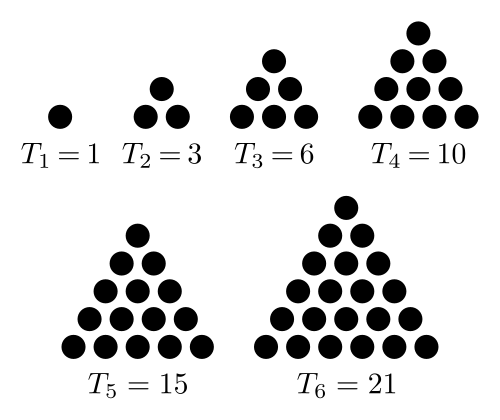 T₁ = 1 T₂ = 3 T₃ = 6 T₄ = 10
T₅ = 15 T₆ = 21